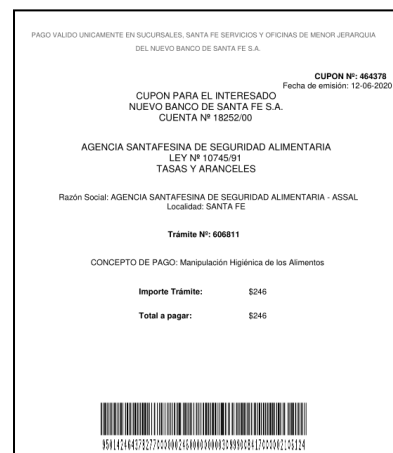 PAGO VALIDO UNICAMENTE EN SUCURSALES, SANTA FE SERVICIOS Y OFICINAS DE MENOR JERARQUIA
DEL NUEVO BANCO DE SANTA FE S.A.
CUPON Nº: 464378
Fecha de emisión: 12-06-2020
CUPON PARA EL INTERESADO
NUEVO BANCO DE SANTA FE S.A.
CUENTA Nº 18252/00
AGENCIA SANTAFESINA DE SEGURIDAD ALIMENTARIA
LEY Nº 10745/91
TASAS Y ARANCELES
Razón Social: AGENCIA SANTAFESINA DE SEGURIDAD ALIMENTARIA - ASSAL
Localidad: SANTA FE
Trámite Nº: 606811
CONCEPTO DE PAGO: Manipulación Higiénica de los Alimentos
Importe Trámite: $246
Total a pagar: $246